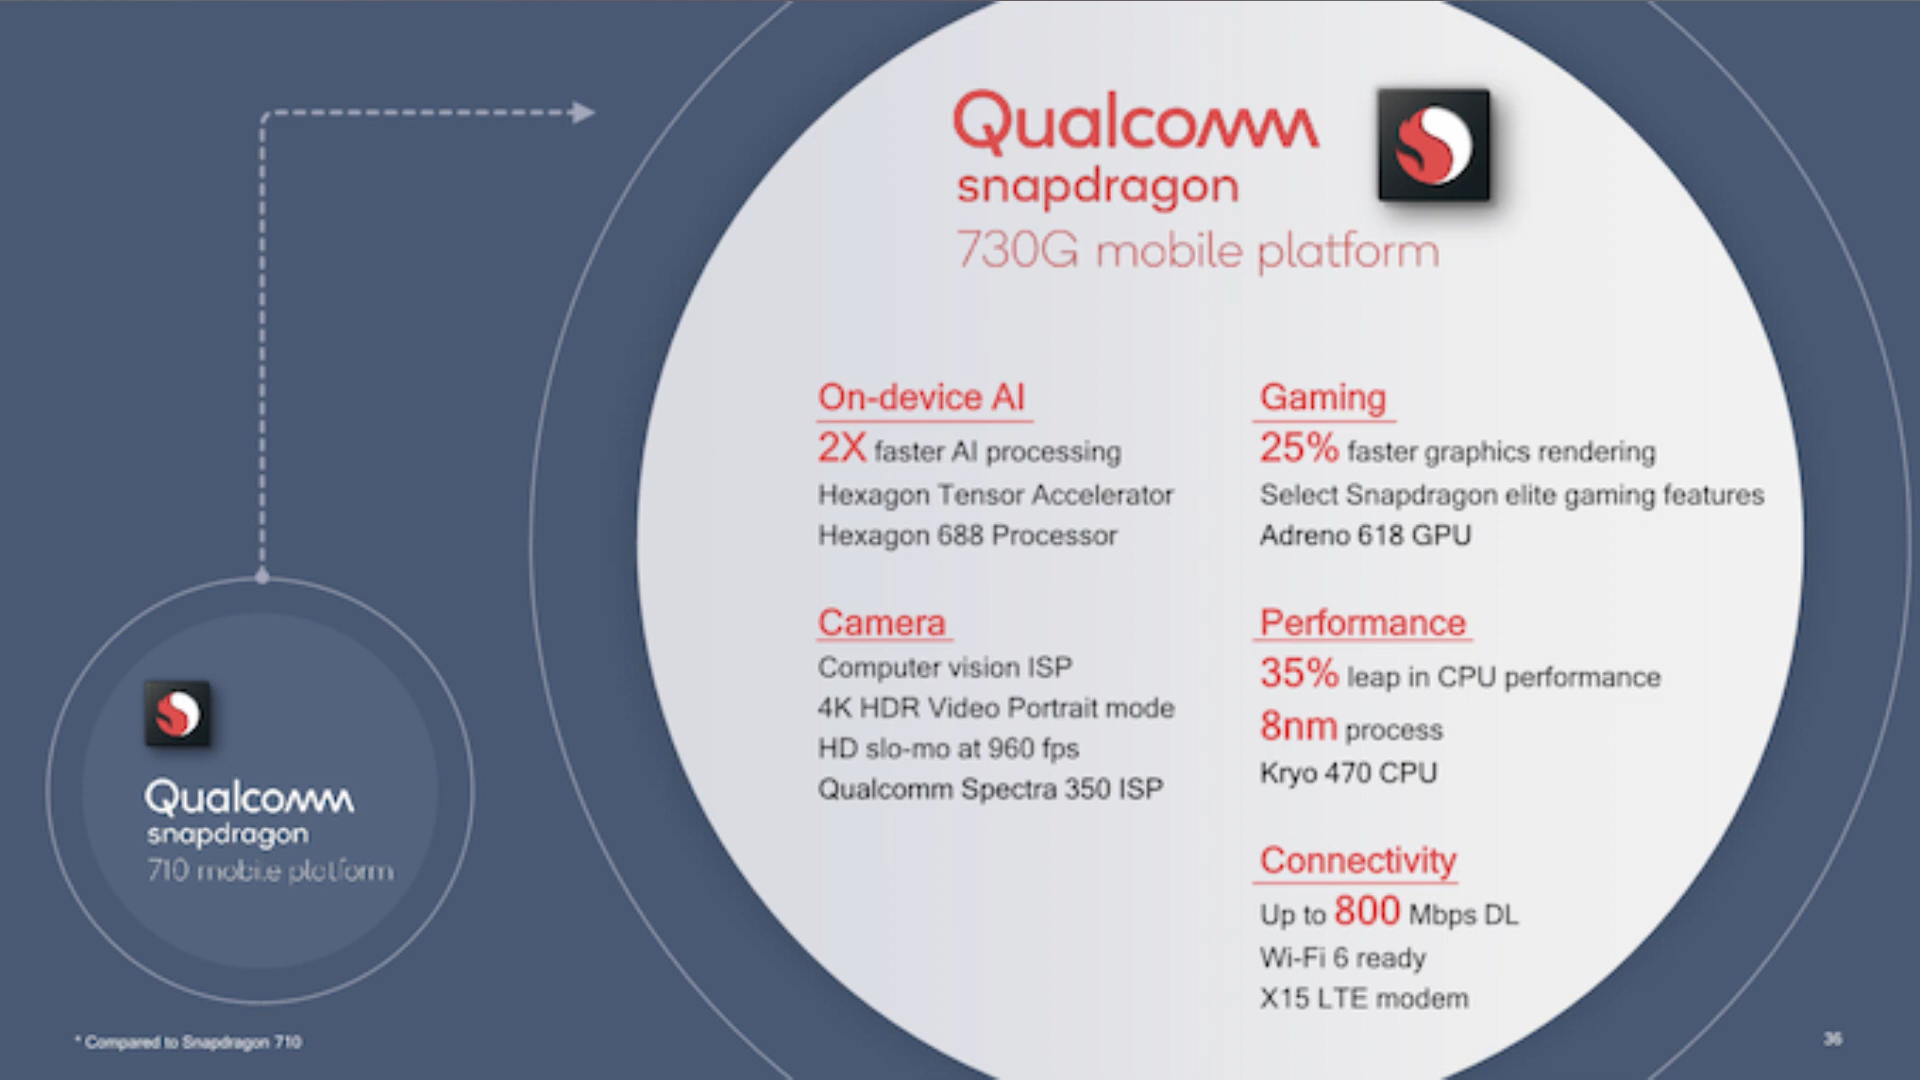 Qualcomm
snapdragon
730G mobile platform
On-device AI
2X faster AI processing
Hexagon Tensor Accelerator
Hexagon 688 Processor
Camera
Computer vision ISP
4K HDR Video Portrait mode
HD slo-mo at 960 fps
Qualcomm Spectra 350 ISP
Gaming
25% faster graphics rendering
Select Snapdragon elite gaming features
Adreno 618 GPU
Performance
35% leap in CPU performance
8nm process
Kryo 470 CPU
Connectivity
Up to 800 Mbps DL
Wi-Fi 6 ready
X15 LTE modem
Qualcomm
snapdragon
710 mobile platform
* Compared to Snapdragon 710
36